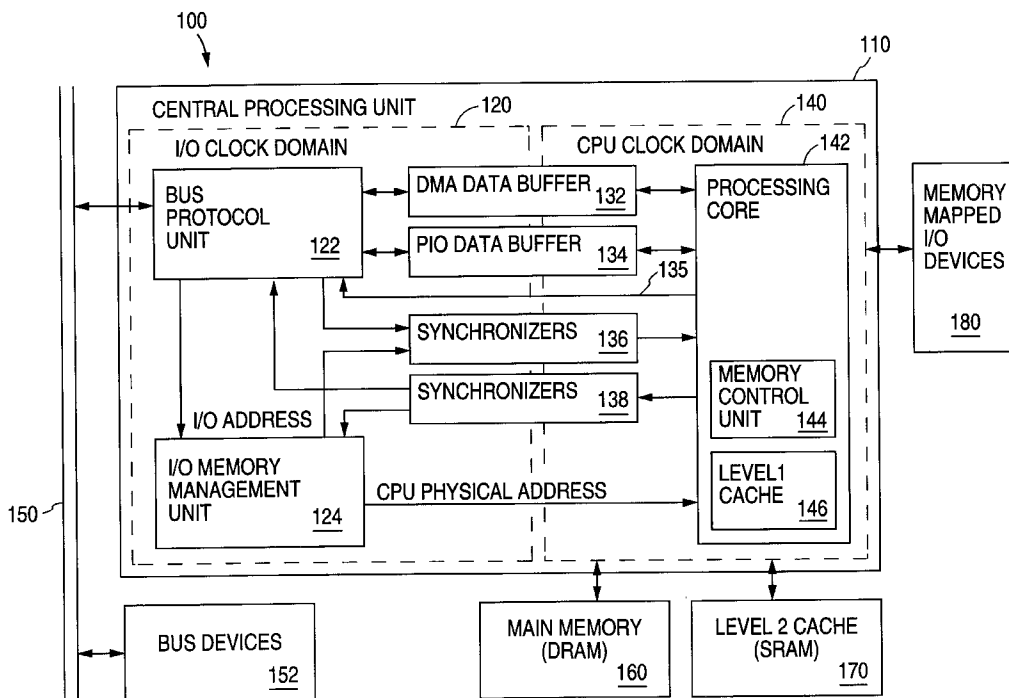 100
110
CENTRAL PROCESSING UNIT
120
140
I/O CLOCK DOMAIN
CPU CLOCK DOMAIN
142
BUS
PROTOCOL
UNIT
122
DMA DATA BUFFER
132
PIO DATA BUFFER
134
135
PROCESSING
CORE
MEMORY
MAPPED
I/O
DEVICES
180
SYNCHRONIZERS
136
SYNCHRONIZERS
138
MEMORY
CONTROL
UNIT
144
I/O ADDRESS
I/O MEMORY
MANAGEMENT
UNIT
124
CPU PHYSICAL ADDRESS
LEVEL1
CACHE
146
150
BUS DEVICES
152
MAIN MEMORY
(DRAM)
160
LEVEL 2 CACHE
(SRAM)
170